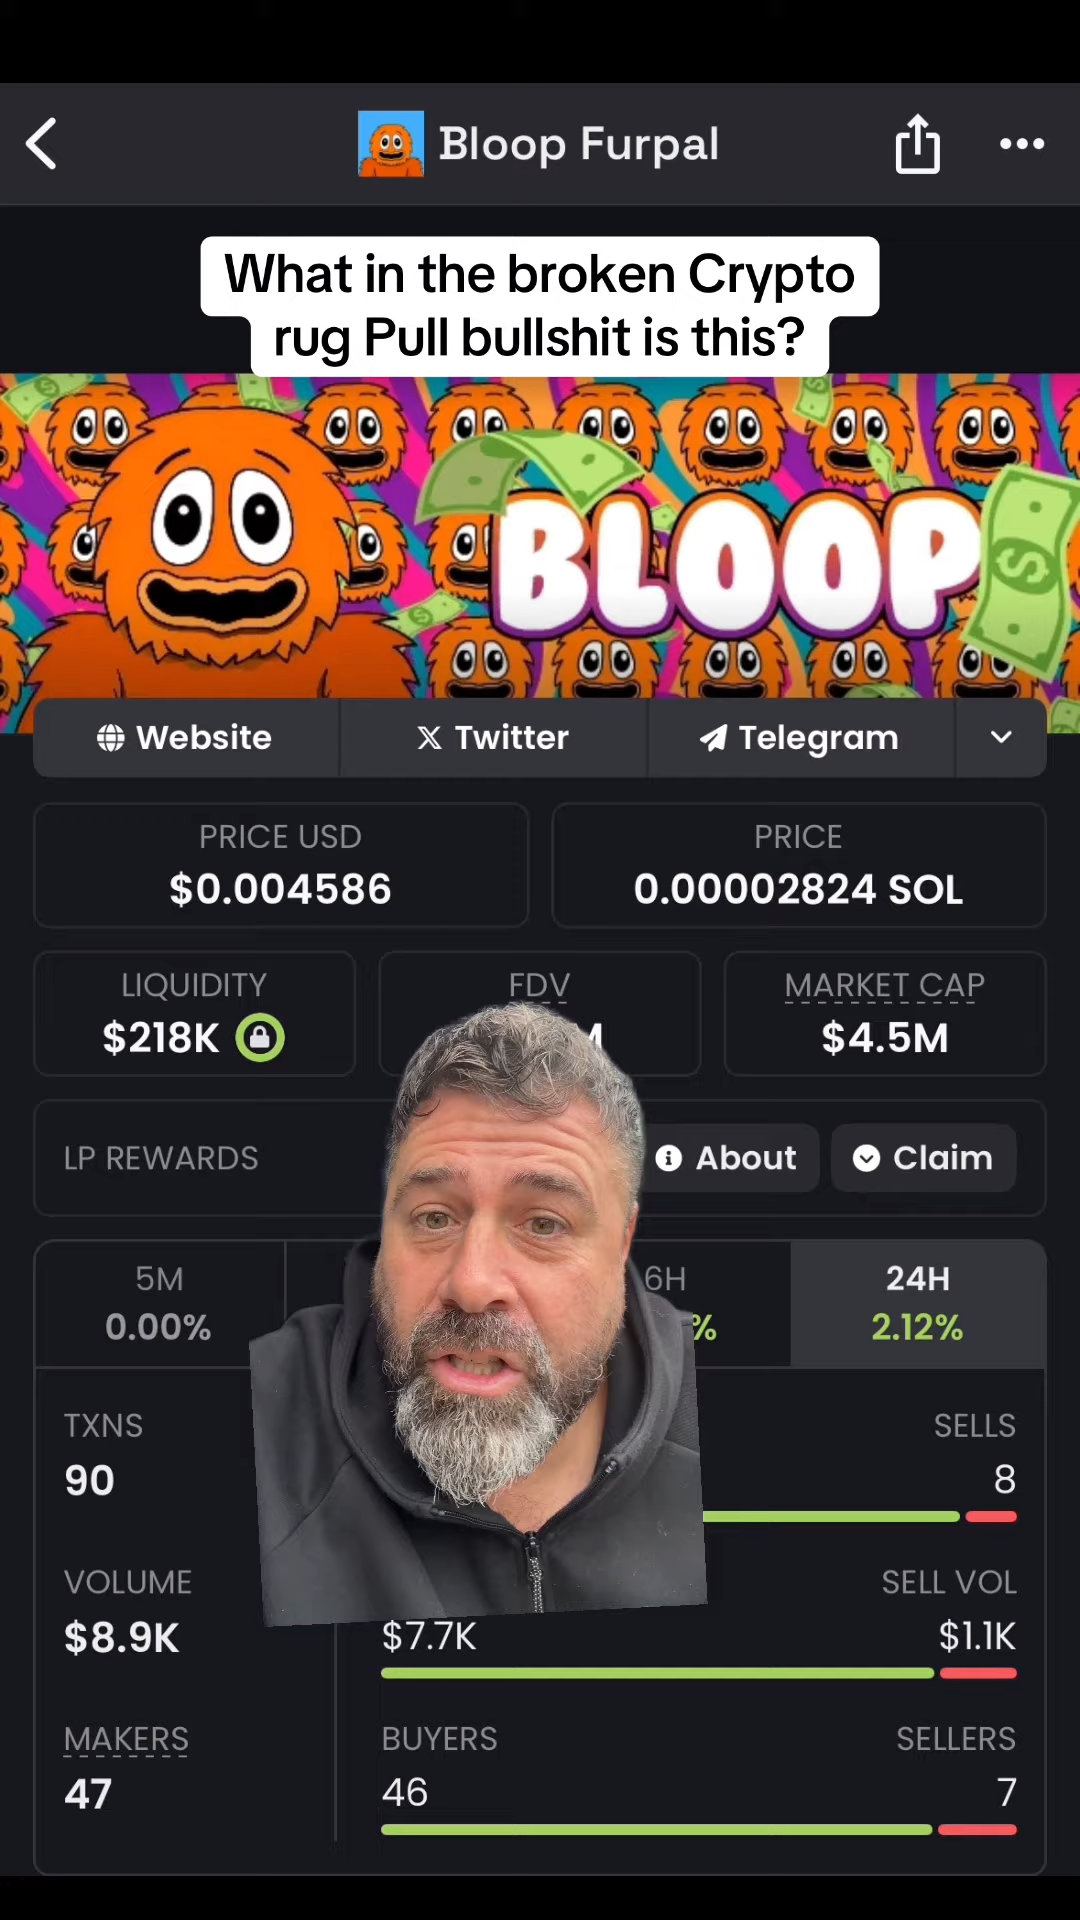 Bloop Furpal
What in the broken Crypto
rug Pull bullshit is this?
BLOOP
Website
Twitter
Telegram
PRICE USD
$0.004586
PRICE
0.00002824 SOL
LIQUIDITY
$218K
FDV
M
MARKET CAP
$4.5M
LP REWARDS
About
Claim
5M
0.00%
6H
%
24H
2.12%
TXNS
90
SELLS
8
VOLUME
$8.9K
$7.7K
SELL VOL
$1.1K
MAKERS
47
BUYERS
46
SELLERS
7